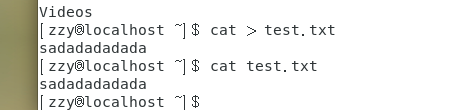 Videos
[zzy@localhost ~]$ cat > test.txt
sadadadadada
[zzy@localhost ~]$ cat test.txt
sadadadadada
[zzy@localhost ~]$